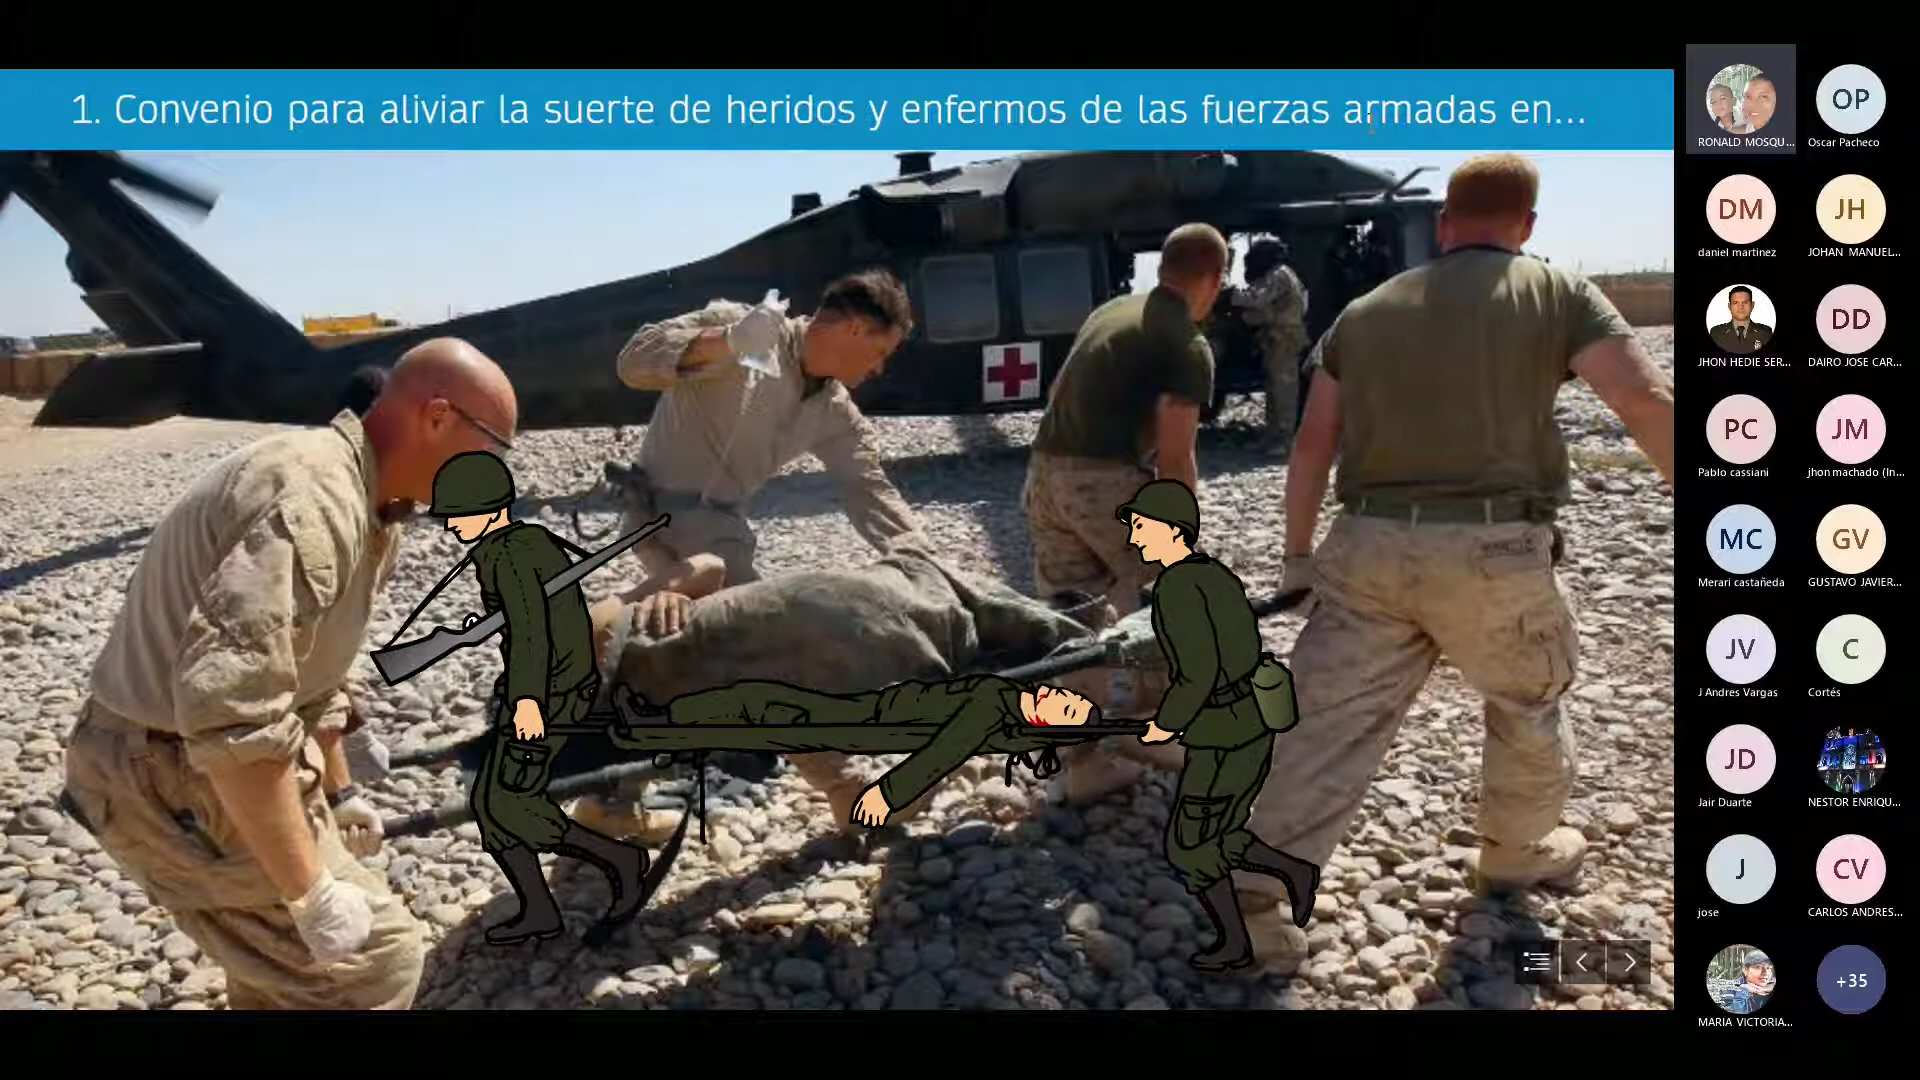 1. Convenio para aliviar la suerte de heridos y enfermos de las fuerzas armadas en...
RONALD MOSQU...
OP
Oscar Pacheco
DM
daniel martinez
JH
JOHAN MANUEL...
JHON HEDIE SER...
DD
DAIRO JOSE CAR...
PC
Pablo cassiani
JM
jhon machado (In...
MC
Merari castañeda
GV
GUSTAVO JAVIER...
JV
J Andres Vargas
C
Cortés
JD
Jair Duarte
NESTOR ENRIQU...
J
jose
CV
CARLOS ANDRES...
MARIA VICTORIA...
+35